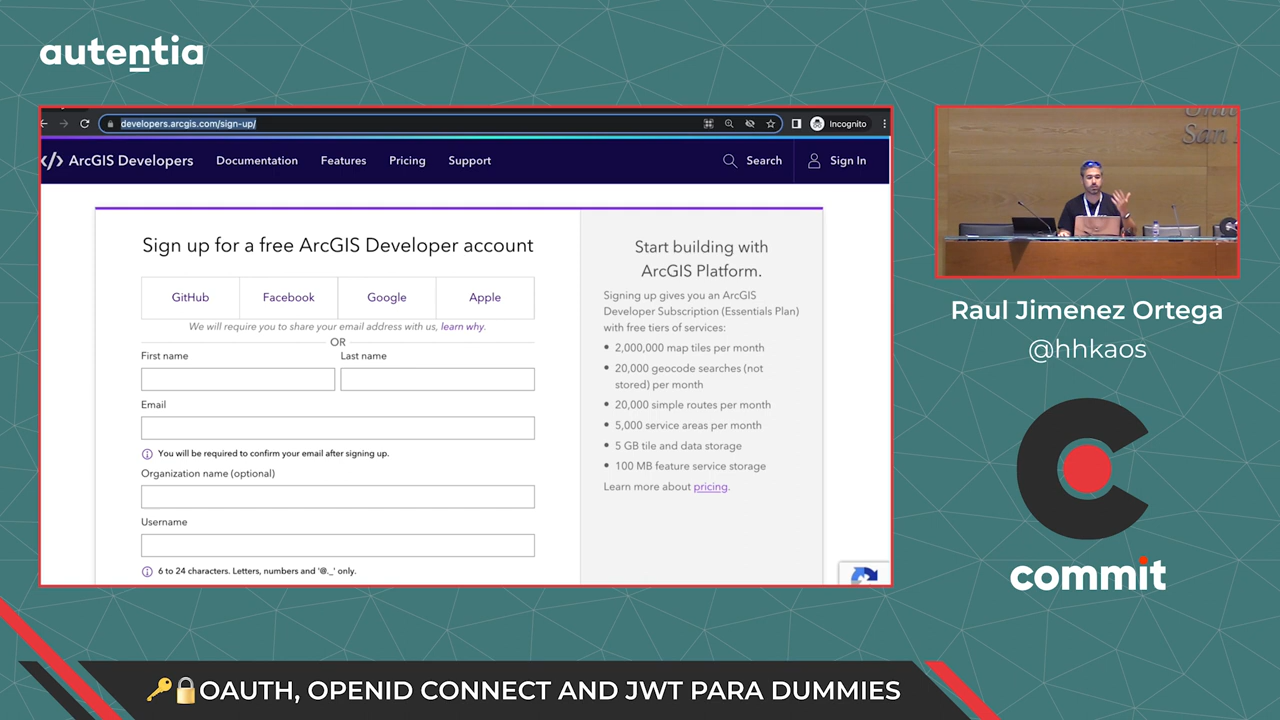 autentia
developers.arcgis.com/sign-up/
Incognito
</> ArcGIS Developers
Documentation
Features
Pricing
Support
Search
Sign In
Sign up for a free ArcGIS Developer account
GitHub
Facebook
Google
Apple
We will require you to share your email address with us, learn why.
OR
First name
Last name
Email
You will be required to confirm your email after signing up.
Organization name (optional)
Username
6 to 24 characters. Letters, numbers and '@._' only.
Start building with
ArcGIS Platform.
Signing up gives you an ArcGIS
Developer Subscription (Essentials Plan)
with free tiers of services:
• 2,000,000 map tiles per month
• 20,000 geocode searches (not
stored) per month
• 20,000 simple routes per month
• 5,000 service areas per month
• 5 GB tile and data storage
• 100 MB feature service storage
Learn more about pricing.
San
Raul Jimenez Ortega
@hhkaos
commit
🔑🔒OAUTH, OPENID CONNECT AND JWT PARA DUMMIES